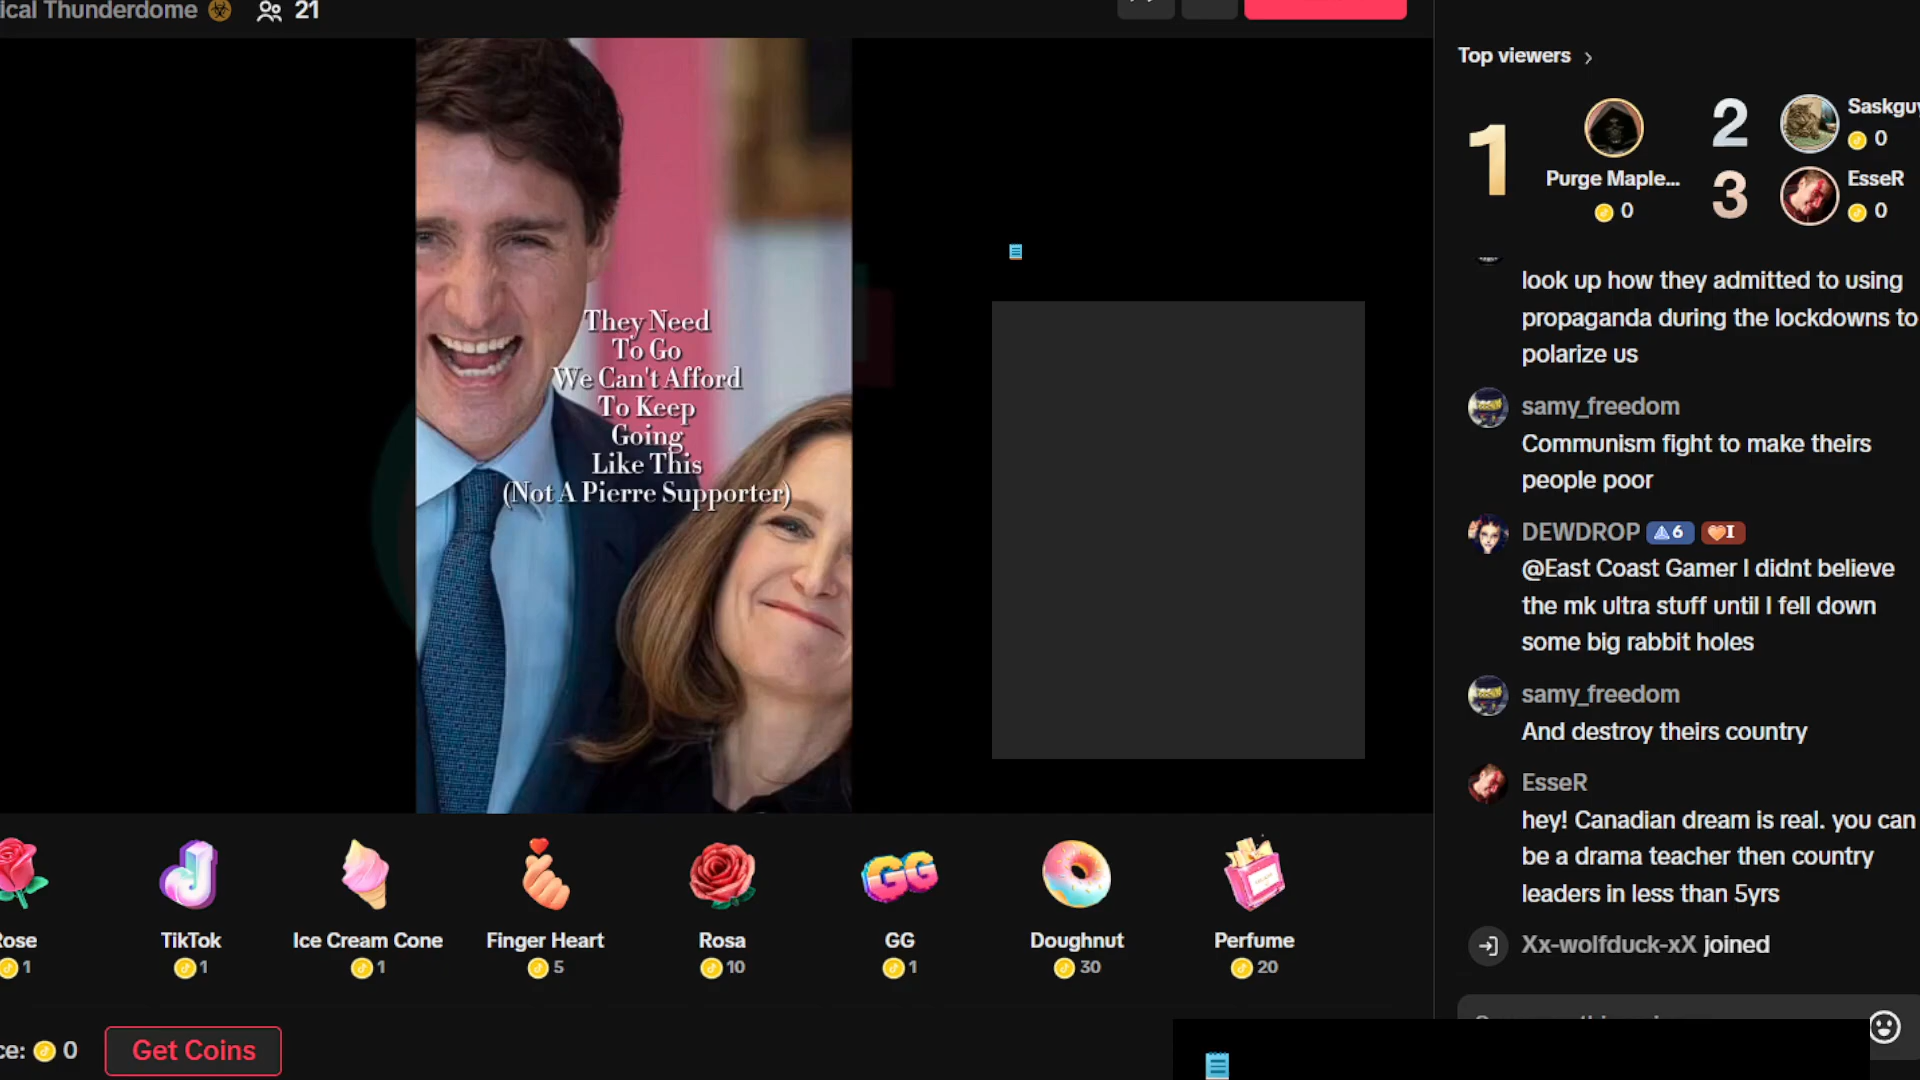 ical Thunderdome
21
Top viewers
1
Purge Maple...
0
2
Saskguy
0
3
EsseR
0
They Need
To Go
We Can't Afford
To Keep
Going
Like This
(Not A Pierre Supporter)
look up how they admitted to using
propaganda during the lockdowns to
polarize us
samy_freedom
Communism fight to make theirs
people poor
DEWDROP 6 I
@East Coast Gamer I didnt believe
the mk ultra stuff until I fell down
some big rabbit holes
samy_freedom
And destroy theirs country
EsseR
hey! Canadian dream is real. you can
be a drama teacher then country
leaders in less than 5yrs
Xx-wolfduck-xX joined
GG
Rose
TikTok
Ice Cream Cone
Finger Heart
Rosa
GG
Doughnut
Perfume
1
1
1
5
10
1
30
20
ce: 0
Get Coins